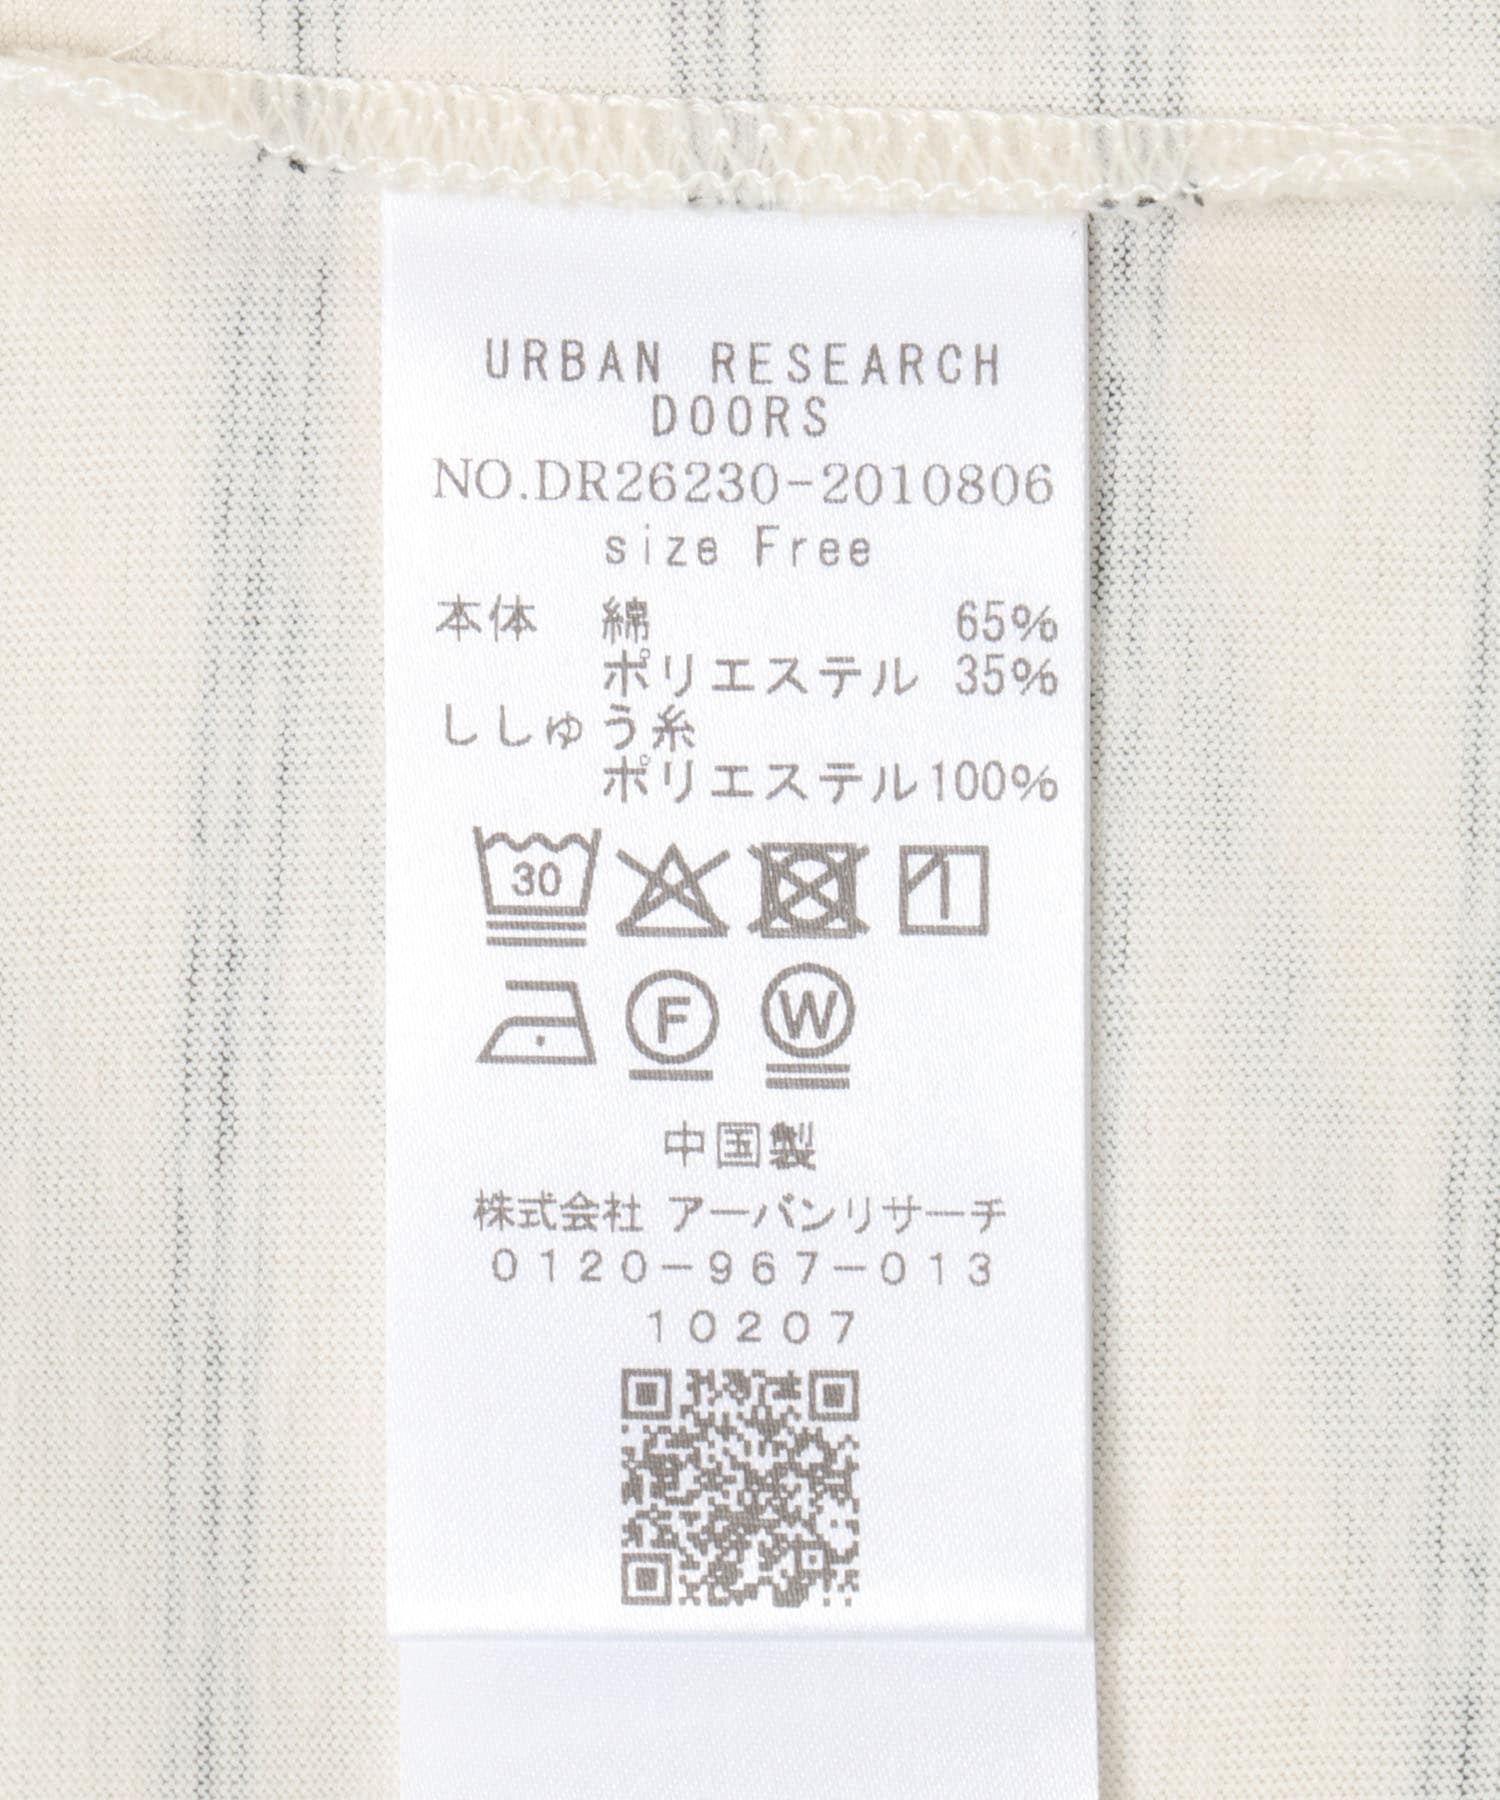 URBAN RESEARCH
DOORS
NO.DR26230-2010806
size Free
本体 綿 65%
ポリエステル 35%
ししゅう糸
ポリエステル100%
30
F W
中国製
株式会社 アーバンリサーチ
0120-967-013
10207